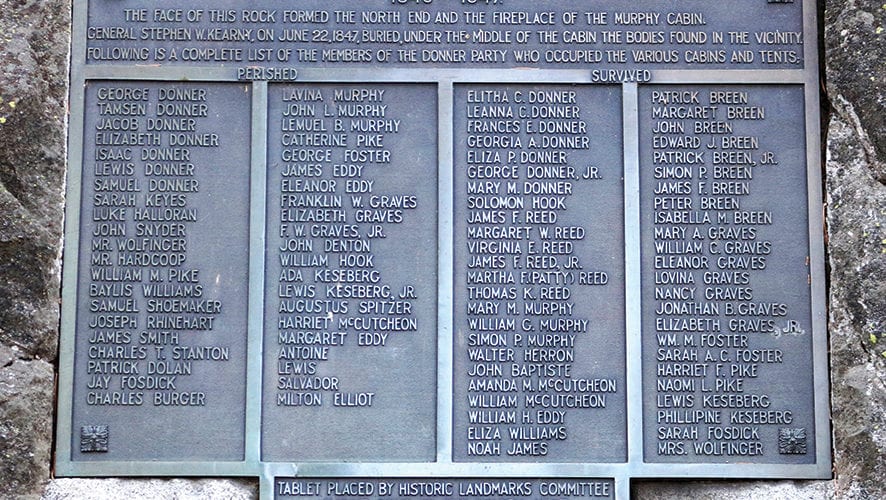 THE FACE OF THIS ROCK FORMED THE NORTH END AND THE FIREPLACE OF THE MURPHY CABIN.
GENERAL STEPHEN W. KEARNY, ON JUNE 22, 1847, BURIED, UNDER THE MIDDLE OF THE CABIN THE BODIES FOUND IN THE VICINITY.
FOLLOWING IS A COMPLETE LIST OF THE MEMBERS OF THE DONNER PARTY WHO OCCUPIED THE VARIOUS CABINS AND TENTS.
PERISHED
GEORGE DONNER
TAMSEN DONNER
JACOB DONNER
ELIZABETH DONNER
ISAAC DONNER
LEWIS DONNER
SAMUEL DONNER
SARAH KEYES
LUKE HALLORAN
JOHN SNYDER
MR. WOLFINGER
MR. HARDCOOP
WILLIAM M. PIKE
BAYLIS WILLIAMS
SAMUEL SHOEMAKER
JOSEPH RHINEHART
JAMES SMITH
CHARLES T. STANTON
PATRICK DOLAN
JAY FOSDICK
CHARLES BURGER
LAVINA MURPHY
JOHN L. MURPHY
LEMUEL B. MURPHY
CATHERINE PIKE
GEORGE FOSTER
JAMES EDDY
ELEANOR EDDY
FRANKLIN W. GRAVES
ELIZABETH GRAVES
F. W. GRAVES, JR.
JOHN DENTON
WILLIAM HOOK
ADA KESEBERG
LEWIS KESEBERG, JR.
AUGUSTUS SPITZER
HARRIET McCUTCHEON
MARGARET EDDY
ANTOINE
LEWIS
SALVADOR
MILTON ELLIOT
SURVIVED
ELITHA C. DONNER
LEANNA C. DONNER
FRANCES E. DONNER
GEORGIA A. DONNER
ELIZA P. DONNER
GEORGE DONNER, JR.
MARY M. DONNER
SOLOMON HOOK
JAMES F. REED
MARGARET W. REED
VIRGINIA E. REED
JAMES F. REED, JR.
MARTHA F. (PATTY) REED
THOMAS K. REED
MARY M. MURPHY
WILLIAM G. MURPHY
SIMON P. MURPHY
WALTER HERRON
JOHN BAPTISTE
AMANDA M. McCUTCHEON
WILLIAM McCUTCHEON
WILLIAM H. EDDY
ELIZA WILLIAMS
NOAH JAMES
PATRICK BREEN
MARGARET BREEN
JOHN BREEN
EDWARD J. BREEN
PATRICK BREEN, JR.
SIMON P. BREEN
JAMES F. BREEN
PETER BREEN
ISABELLA M. BREEN
MARY A. GRAVES
WILLIAM C. GRAVES
ELEANOR GRAVES
LOVINA GRAVES
NANCY GRAVES
JONATHAN B. GRAVES
ELIZABETH GRAVES, JR.
WM. M. FOSTER
SARAH A. C. FOSTER
HARRIET F. PIKE
NAOMI L. PIKE
LEWIS KESEBERG
PHILLIPINE KESEBERG
SARAH FOSDICK
MRS. WOLFINGER
TABLET PLACED BY HISTORIC LANDMARKS COMMITTEE